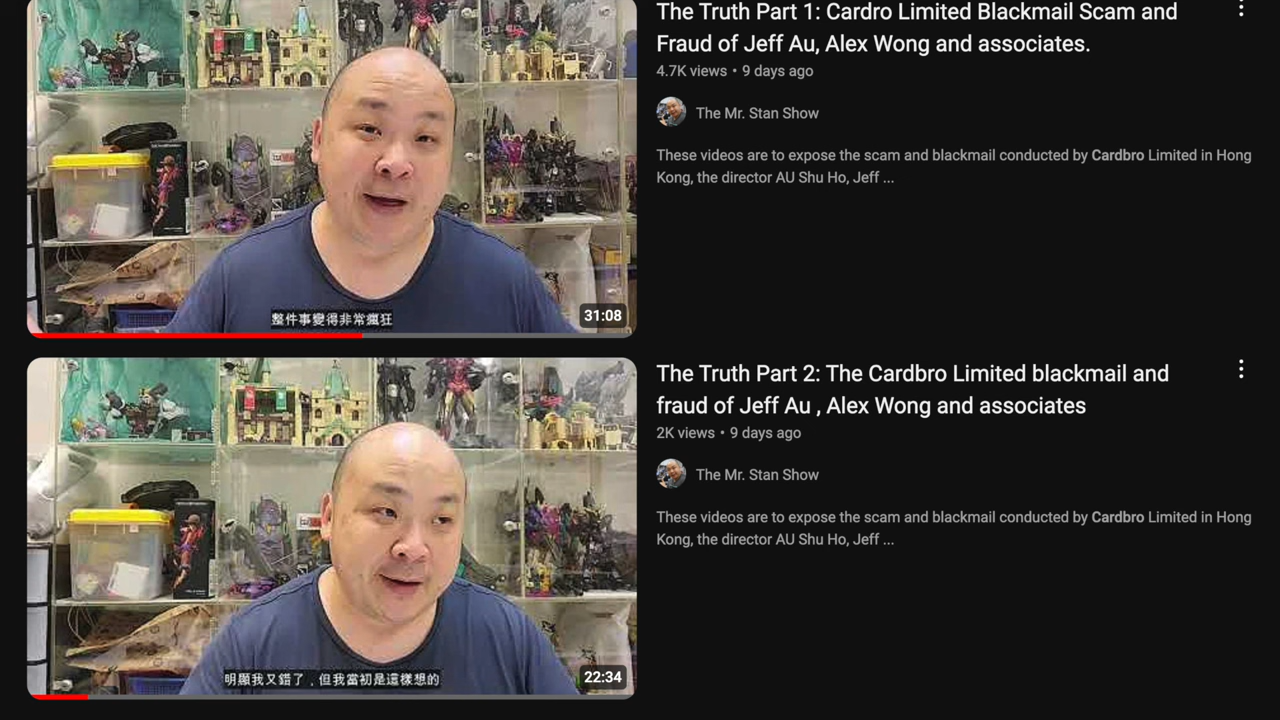 The Truth Part 1: Cardro Limited Blackmail Scam and
Fraud of Jeff Au, Alex Wong and associates.
4.7K views • 9 days ago
The Mr. Stan Show
These videos are to expose the scam and blackmail conducted by Cardbro Limited in Hong
Kong, the director AU Shu Ho, Jeff ...
整件事變得非常瘋狂
31:08
The Truth Part 2: The Cardbro Limited blackmail and
fraud of Jeff Au , Alex Wong and associates
2K views • 9 days ago
The Mr. Stan Show
These videos are to expose the scam and blackmail conducted by Cardbro Limited in Hong
Kong, the director AU Shu Ho, Jeff ...
明顯我又錯了，但我當初是這樣想的
22:34